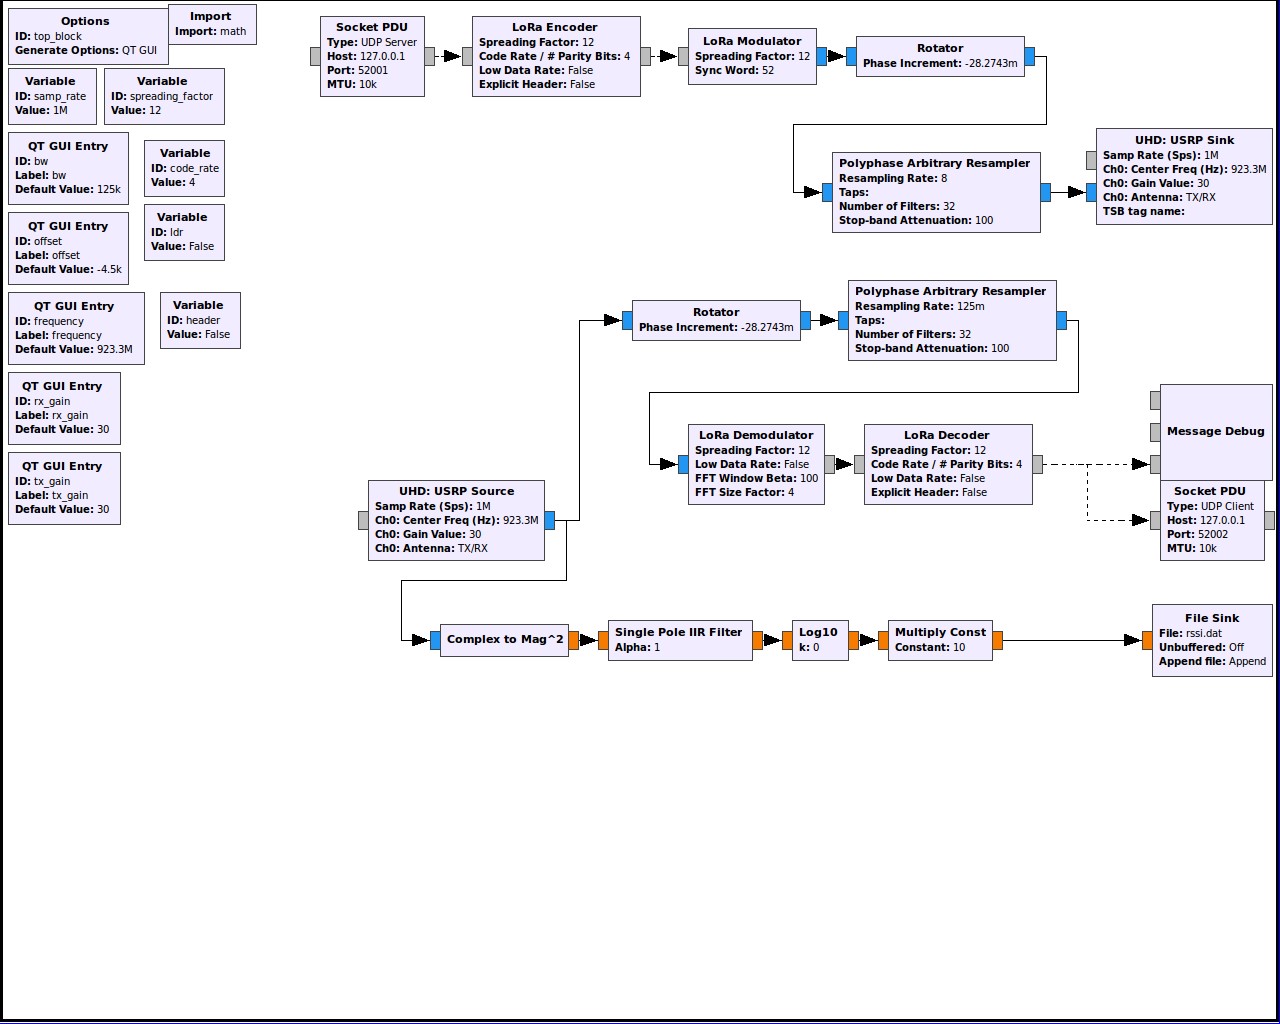 Options
ID: top_block
Generate Options: QT GUI
Import
Import: math
Variable
ID: samp_rate
Value: 1M
Variable
ID: spreading_factor
Value: 12
QT GUI Entry
ID: bw
Label: bw
Default Value: 125k
Variable
ID: code_rate
Value: 4
QT GUI Entry
ID: offset
Label: offset
Default Value: -4.5k
Variable
ID: ldr
Value: False
QT GUI Entry
ID: frequency
Label: frequency
Default Value: 923.3M
Variable
ID: header
Value: False
QT GUI Entry
ID: rx_gain
Label: rx_gain
Default Value: 30
QT GUI Entry
ID: tx_gain
Label: tx_gain
Default Value: 30
Socket PDU
Type: UDP Server
Host: 127.0.0.1
Port: 52001
MTU: 10k
LoRa Encoder
Spreading Factor: 12
Code Rate / # Parity Bits: 4
Low Data Rate: False
Explicit Header: False
LoRa Modulator
Spreading Factor: 12
Sync Word: 52
Rotator
Phase Increment: -28.2743m
Polyphase Arbitrary Resampler
Resampling Rate: 8
Taps:
Number of Filters: 32
Stop-band Attenuation: 100
UHD: USRP Sink
Samp Rate (Sps): 1M
Ch0: Center Freq (Hz): 923.3M
Ch0: Gain Value: 30
Ch0: Antenna: TX/RX
TSB tag name:
Rotator
Phase Increment: -28.2743m
Polyphase Arbitrary Resampler
Resampling Rate: 125m
Taps:
Number of Filters: 32
Stop-band Attenuation: 100
LoRa Demodulator
Spreading Factor: 12
Low Data Rate: False
FFT Window Beta: 100
FFT Size Factor: 4
LoRa Decoder
Spreading Factor: 12
Code Rate / # Parity Bits: 4
Low Data Rate: False
Explicit Header: False
Message Debug
Socket PDU
Type: UDP Client
Host: 127.0.0.1
Port: 52002
MTU: 10k
UHD: USRP Source
Samp Rate (Sps): 1M
Ch0: Center Freq (Hz): 923.3M
Ch0: Gain Value: 30
Ch0: Antenna: TX/RX
Complex to Mag^2
Single Pole IIR Filter
Alpha: 1
Log10
k: 0
Multiply Const
Constant: 10
File Sink
File: rssi.dat
Unbuffered: Off
Append file: Append